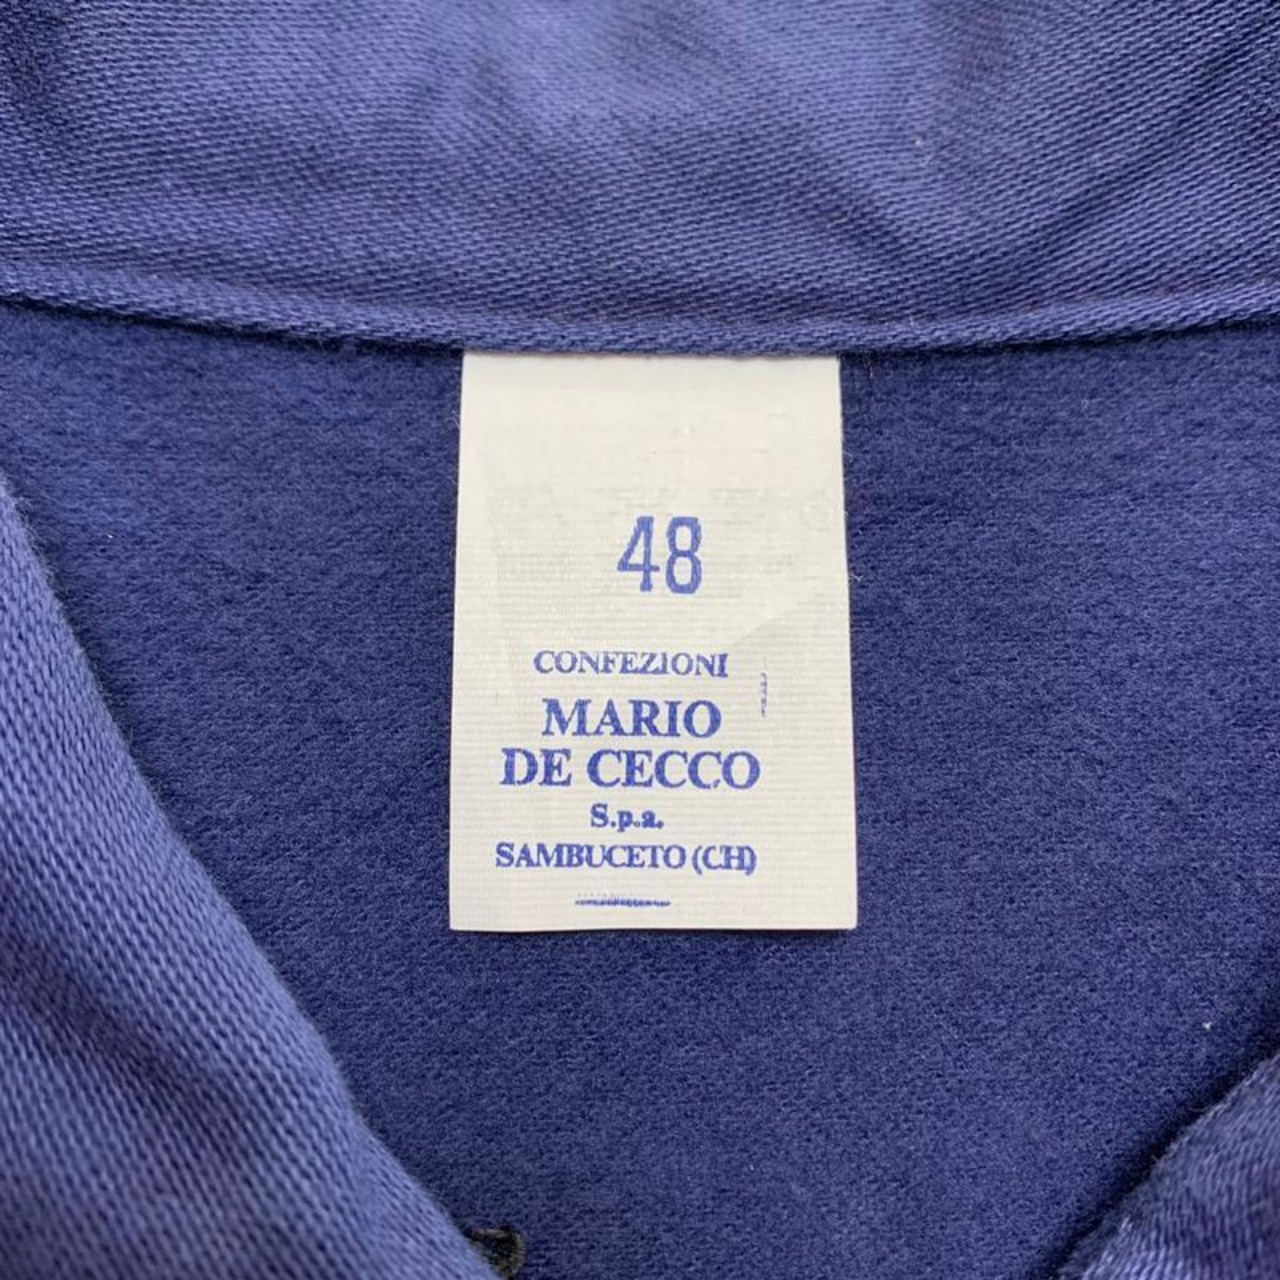 48
CONFEZIONI
MARIO
DE CECCO
S.p.a.
SAMBUCETO (CH)